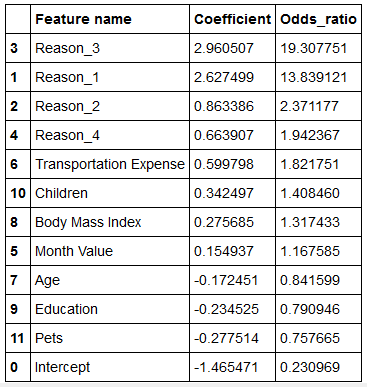 Feature name Coefficient Odds_ratio
3 Reason_3 2.960507 19.307751
1 Reason_1 2.627499 13.839121
2 Reason_2 0.863386 2.371177
4 Reason_4 0.663907 1.942367
6 Transportation Expense 0.599798 1.821751
10 Children 0.342497 1.408460
8 Body Mass Index 0.275685 1.317433
5 Month Value 0.154937 1.167585
7 Age -0.172451 0.841599
9 Education -0.234525 0.790946
11 Pets -0.277514 0.757665
0 Intercept -1.465471 0.230969